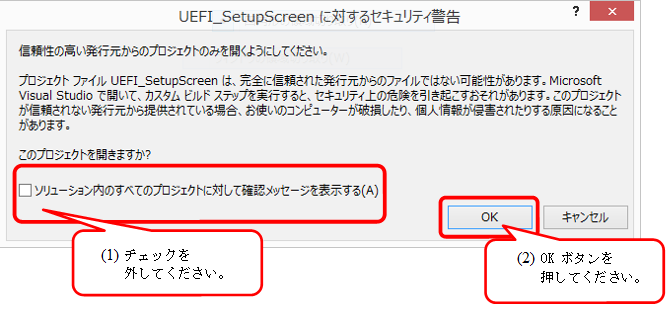 UEFI_SetupScreen に対するセキュリティ警告
?
信頼性の高い発行元からのプロジェクトのみを開くようにしてください。
プロジェクト ファイル UEFI_SetupScreen は、完全に信頼された発行元からのファイルではない可能性があります。Microsoft
Visual Studio で開いて、カスタム ビルド ステップを実行すると、セキュリティ上の危険を引き起こすおそれがあります。このプロジェクト
が信頼されない発行元から提供されている場合、お使いのコンピューターが破損したり、個人情報が侵害されたりする原因になること
があります。
このプロジェクトを開きますか?
ソリューション内のすべてのプロジェクトに対して確認メッセージを表示する(A)
OK
キャンセル
(1) チェックを
外してください。
(2) OK ボタンを
押してください。